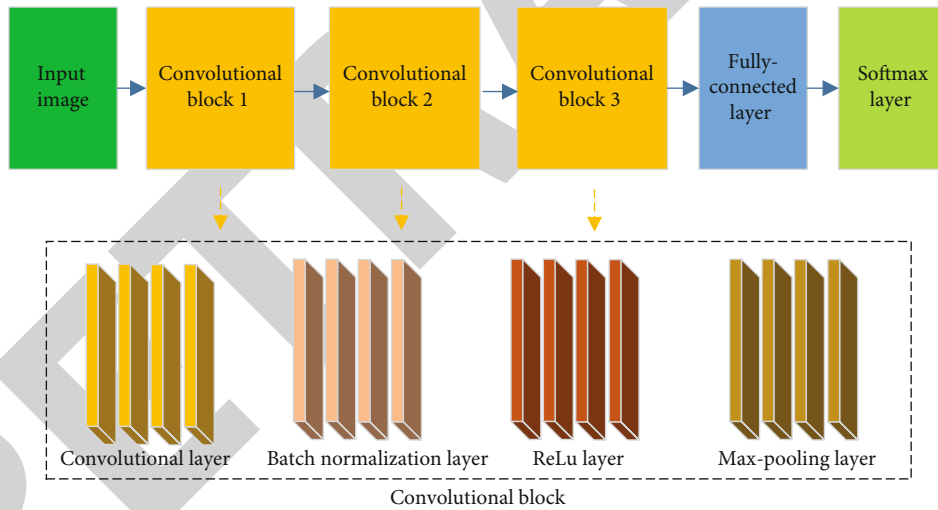 Input
image
Convolutional
block 1
Convolutional
block 2
Convolutional
block 3
Fully-
connected
layer
Softmax
layer
Convolutional layer
Batch normalization layer
ReLu layer
Max-pooling layer
Convolutional block